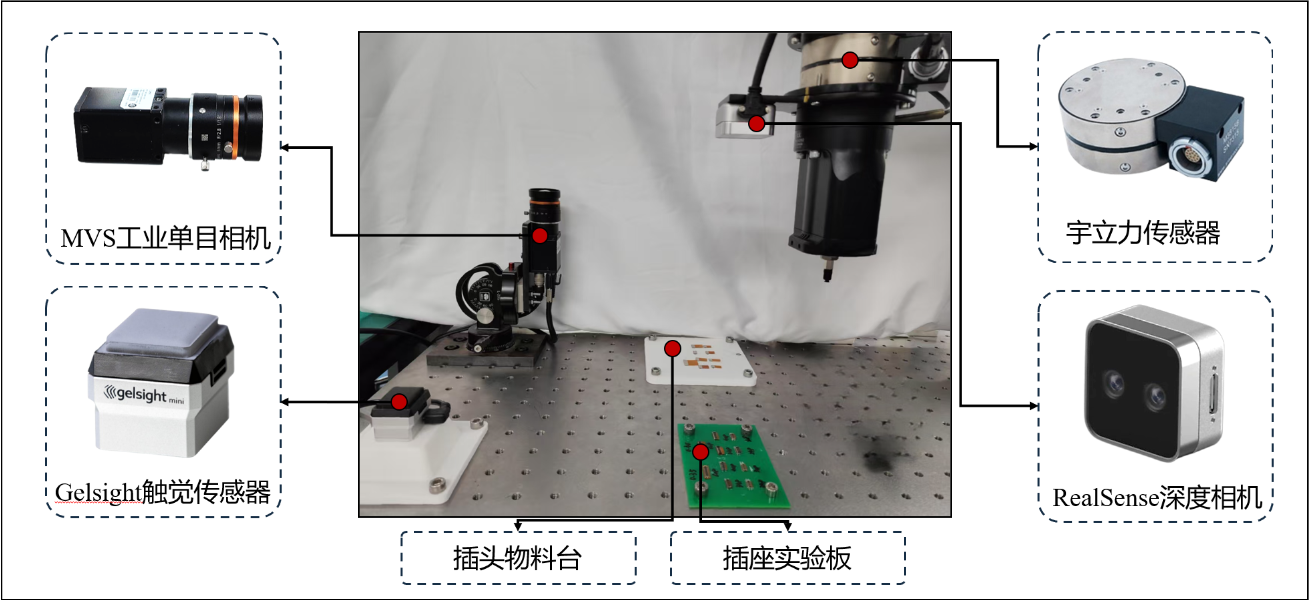 MVS工业单目相机
宇立力传感器
gelsight mini
Gelsight触觉传感器
RealSense深度相机
插头物料台
插座实验板